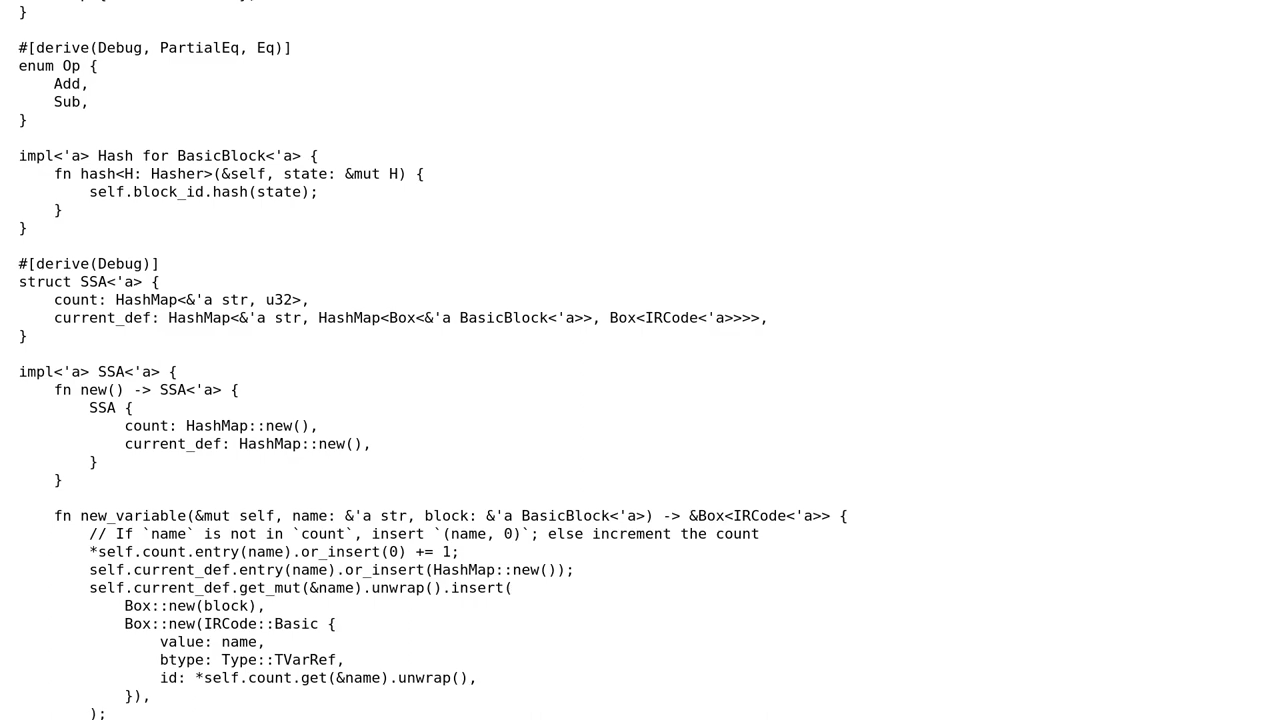 }

#[derive(Debug, PartialEq, Eq)]
enum Op {
    Add,
    Sub,
}

impl<'a> Hash for BasicBlock<'a> {
    fn hash<H: Hasher>(&self, state: &mut H) {
        self.block_id.hash(state);
    }
}

#[derive(Debug)]
struct SSA<'a> {
    count: HashMap<&'a str, u32>,
    current_def: HashMap<&'a str, HashMap<Box<&'a BasicBlock<'a>>, Box<IRCode<'a>>>>,
}

impl<'a> SSA<'a> {
    fn new() -> SSA<'a> {
        SSA {
            count: HashMap::new(),
            current_def: HashMap::new(),
        }
    }

    fn new_variable(&mut self, name: &'a str, block: &'a BasicBlock<'a>) -> &Box<IRCode<'a>> {
        // If `name` is not in `count`, insert `(name, 0)`; else increment the count
        *self.count.entry(name).or_insert(0) += 1;
        self.current_def.entry(name).or_insert(HashMap::new());
        self.current_def.get_mut(&name).unwrap().insert(
            Box::new(block),
            Box::new(IRCode::Basic {
                value: name,
                btype: Type::TVarRef,
                id: *self.count.get(&name).unwrap(),
            }),
        );